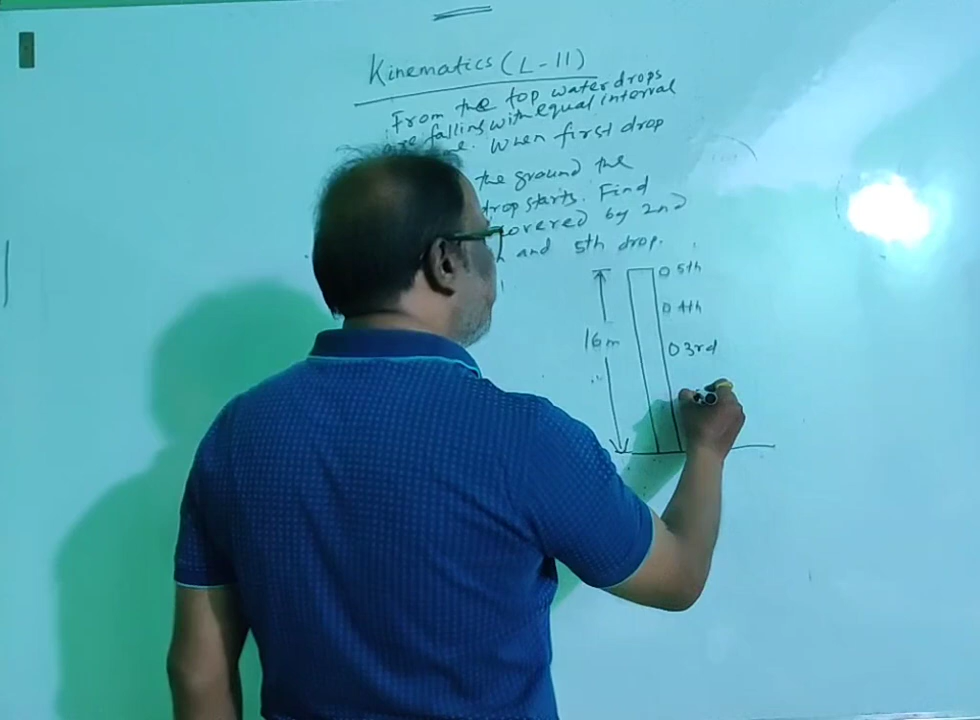 Kinematics (L-11)
From the top water drops
are falling with equal interval
me. When first drop
the ground the
drop starts. Find
covered by 2nd
and 5th drop.
5th
4th
16m
3rd